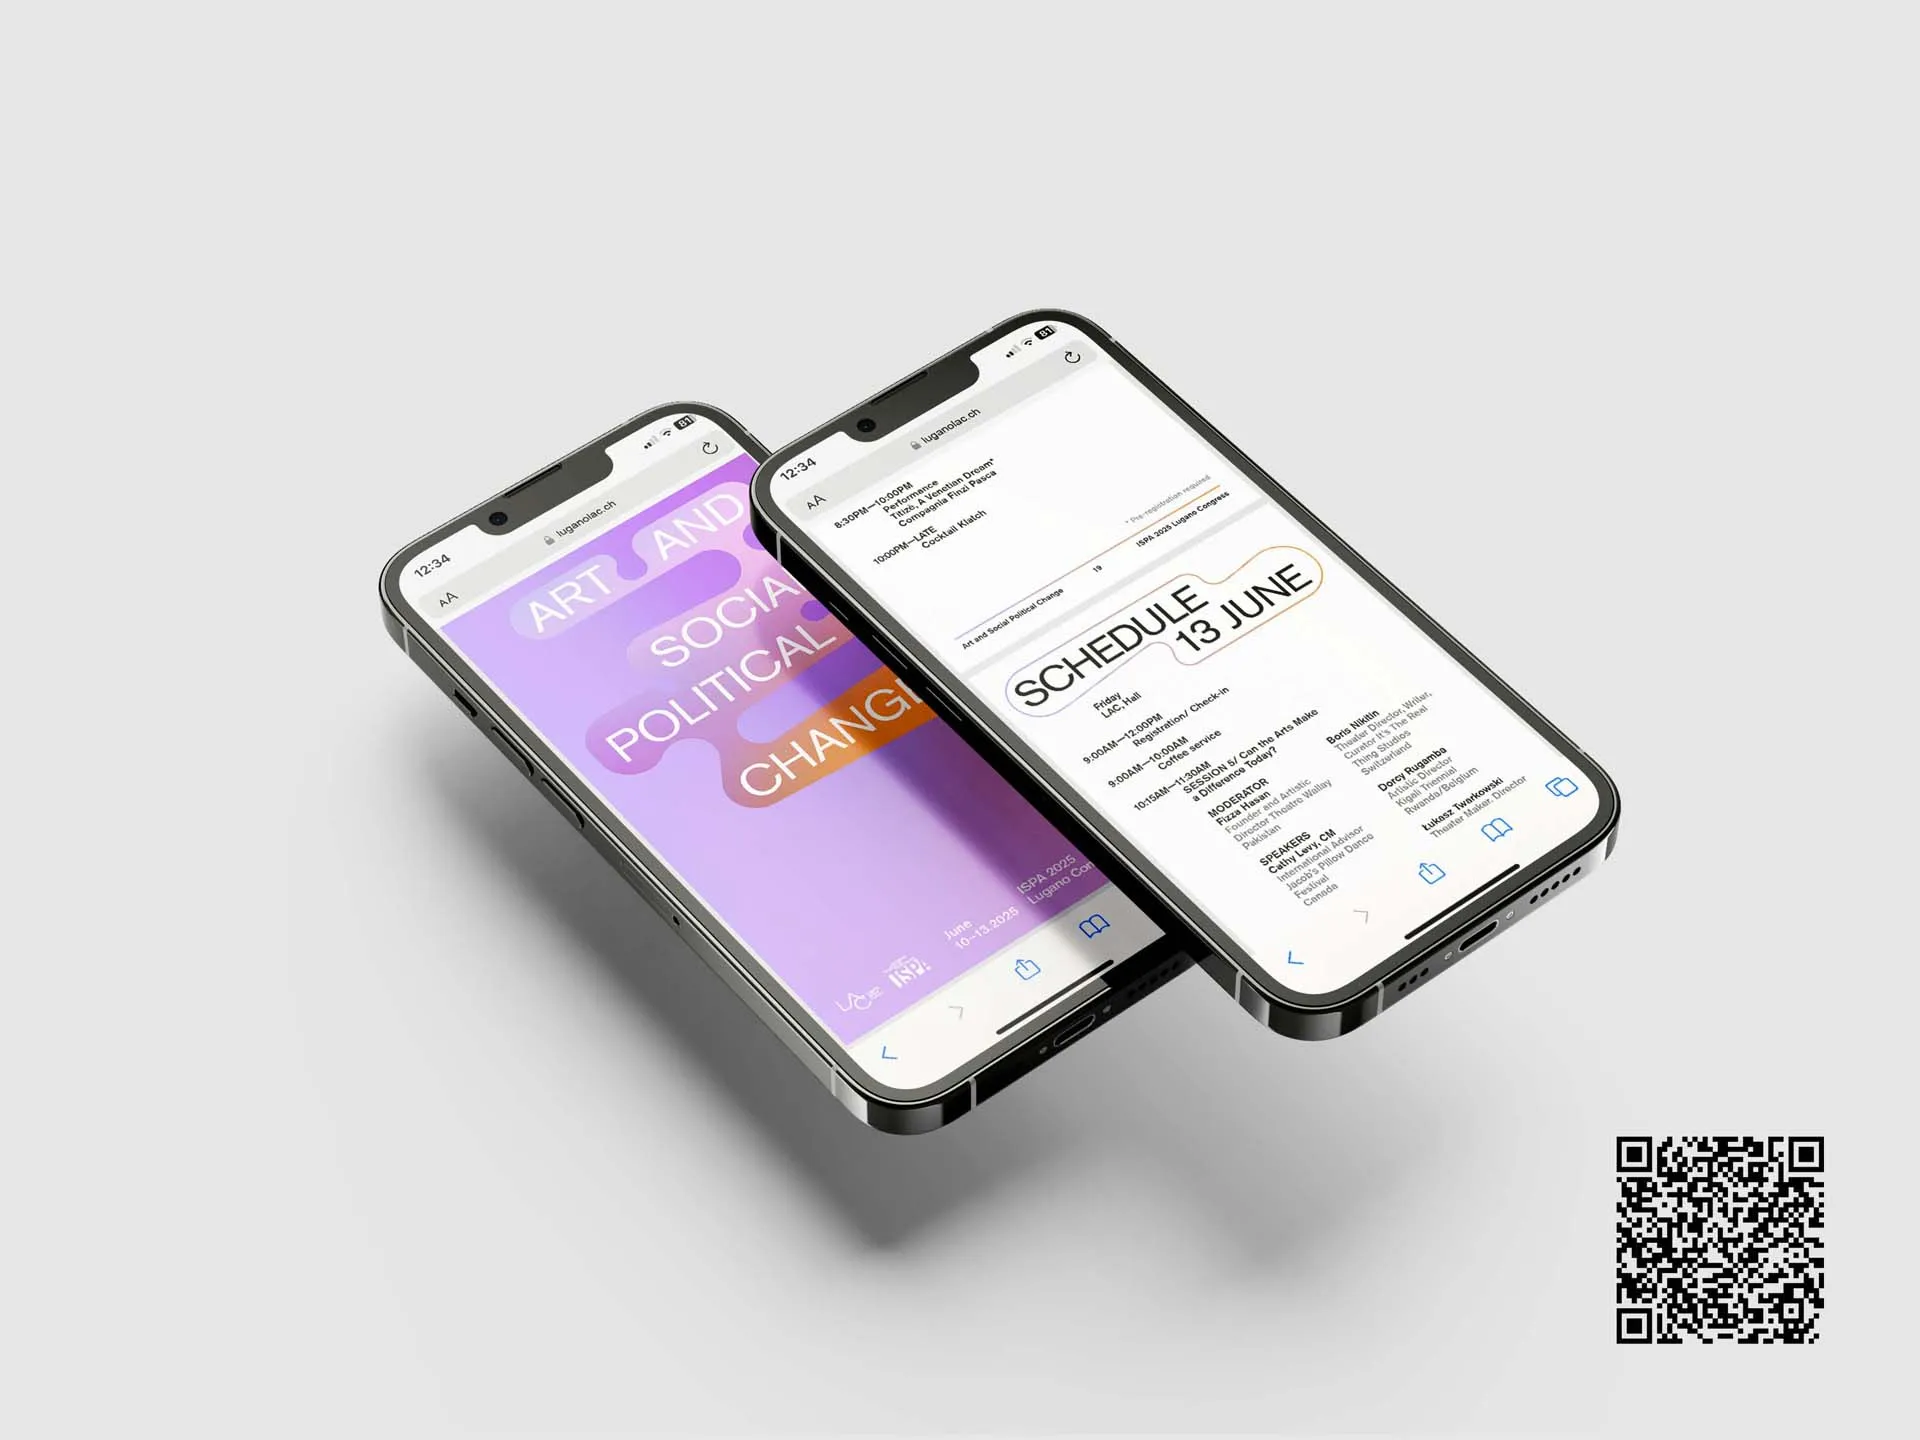 12:34
81
AA
luganolac.ch
ART AND
SOCIA
POLITICAL
CHANG
ISPA 2025
Lugano Con
June
10–13.2025
LAC
ISPA
12:34
81
AA
luganolac.ch
8:30PM—10:00PM
Performance
Titizé, A Venetian Dream*
Compagnia Finzi Pasca
10:00PM—LATE
Cocktail Klatch
* Pre-registration required
Art and Social Political Change
19
ISPA 2025 Lugano Congress
SCHEDULE
13 JUNE
Friday
LAC, Hall
9:00AM—12:00PM
Registration/ Check-in
9:00AM—10:00AM
Coffee service
10:15AM—11:30AM
SESSION 5/ Can the Arts Make
a Difference Today?
MODERATOR
Fizza Hasan
Founder and Artistic
Director Theatre Wallay
Pakistan
SPEAKERS
Cathy Levy, CM
International Advisor
Jacob's Pillow Dance
Festival
Canada
Boris Nikitin
Theater Director, Writer,
Curator It's The Real
Thing Studios
Switzerland
Dorcy Rugamba
Artistic Director
Kigali Triennial
Rwanda/Belgium
Łukasz Twarkowski
Theater Maker, Director